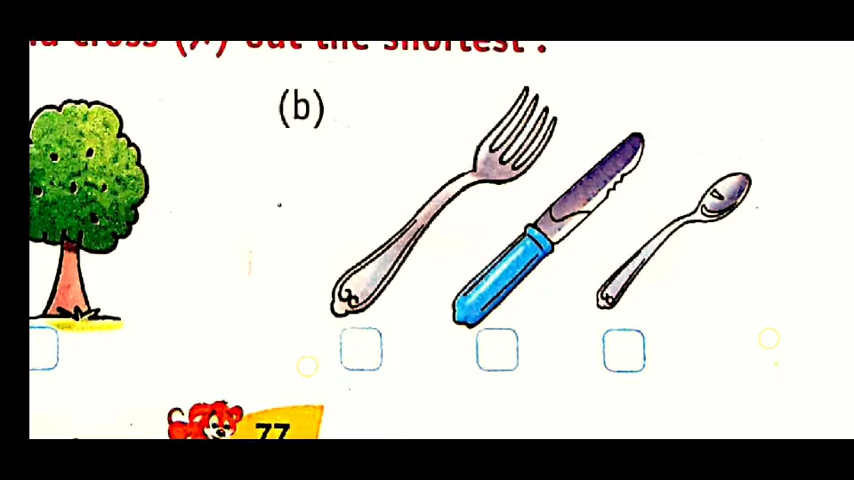 cross (✗) out the shortest .
(b)
77